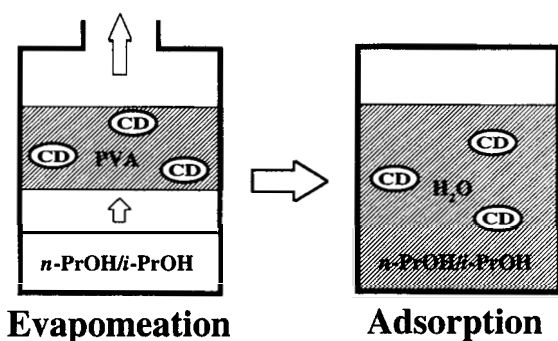 CD
CD
PVA
CD
n-PrOH/i-PrOH
Evapomeation
CD
CD
H₂O
CD
n-PrOH/i-PrOH
Adsorption